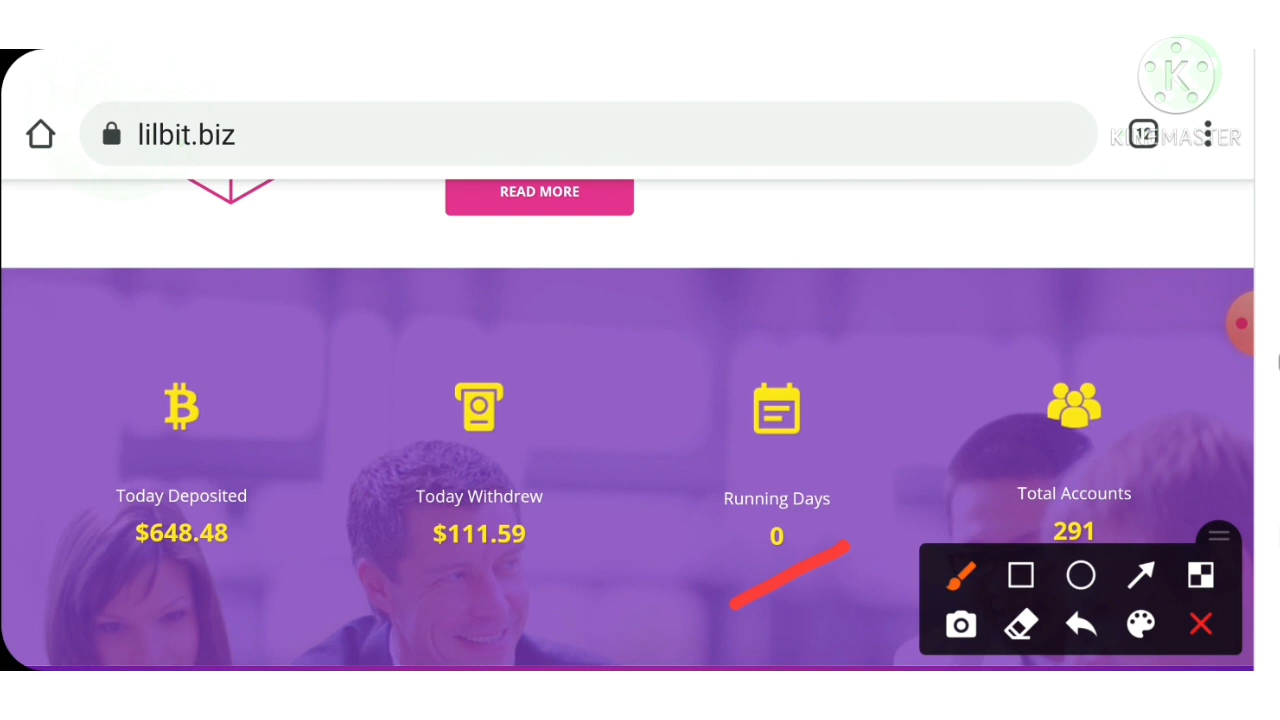 K
lilbit.biz
12
KINEMASTER
READ MORE
Today Deposited
$648.48
Today Withdrew
$111.59
Running Days
0
Total Accounts
291